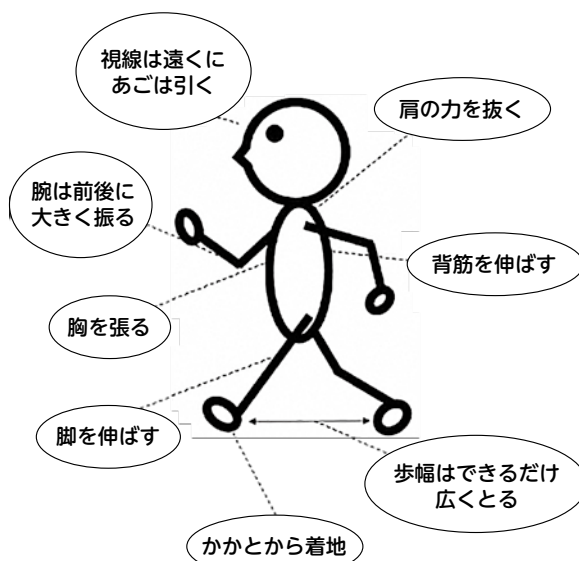 視線は遠くに
あごは引く
肩の力を抜く
腕は前後に
大きく振る
背筋を伸ばす
胸を張る
脚を伸ばす
歩幅はできるだけ
広くとる
かかとから着地